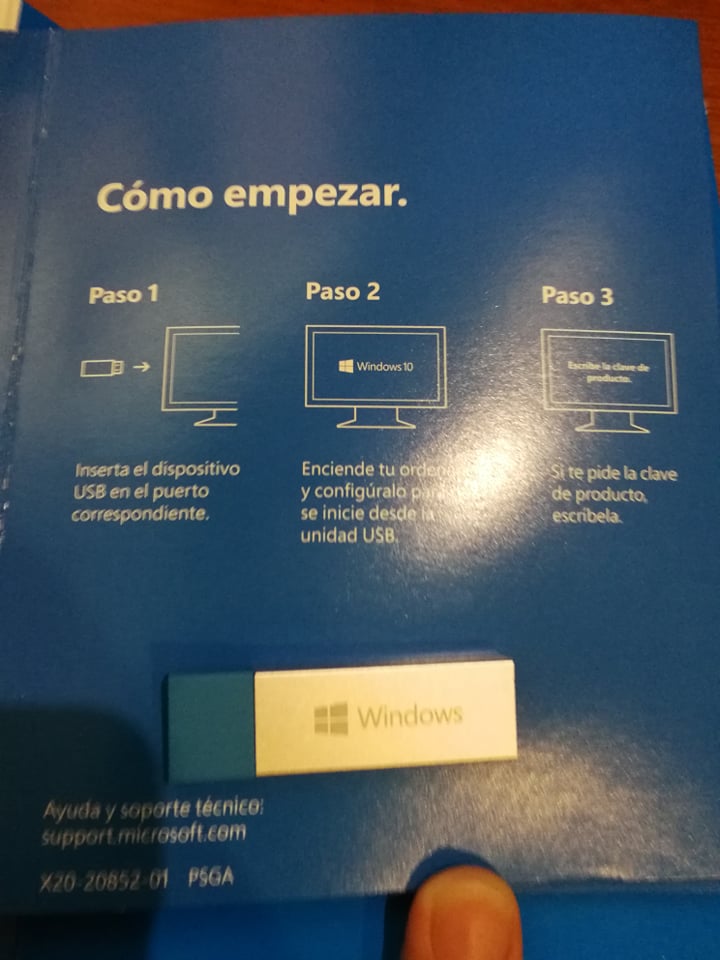 Cómo empezar.
Paso 1
Paso 2
Paso 3
Windows 10
Escribe la clave de
producto.
Inserta el dispositivo
USB en el puerto
correspondiente.
Enciende tu
y configúralo
se inicie desde la
unidad USB.
Si te pide la clave
de producto,
escríbela.
Windows
Ayuda y soporte técnico:
support.microsoft.com
X20-20852-01 PSGA